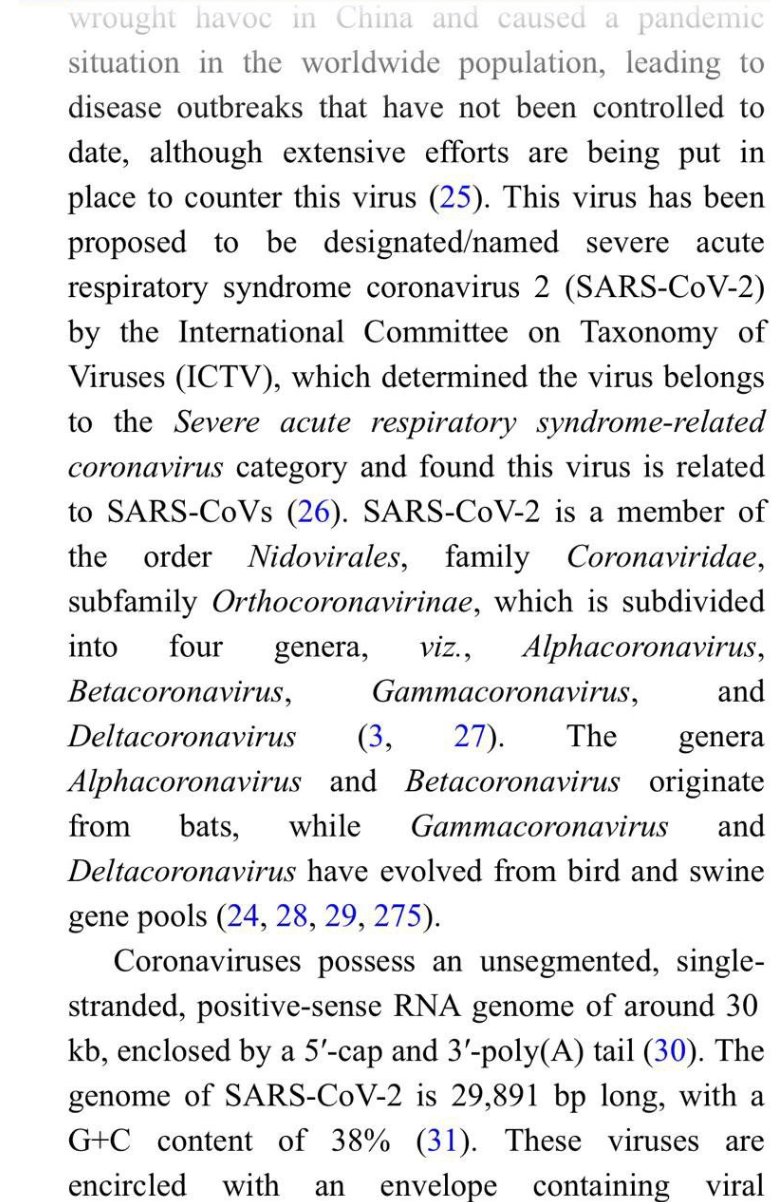 wrought havoc in China and caused a pandemic
situation in the worldwide population, leading to
disease outbreaks that have not been controlled to
date, although extensive efforts are being put in
place to counter this virus (25). This virus has been
proposed to be designated/named severe acute
respiratory syndrome coronavirus 2 (SARS-CoV-2)
by the International Committee on Taxonomy of
Viruses (ICTV), which determined the virus belongs
to the Severe acute respiratory syndrome-related
coronavirus category and found this virus is related
to SARS-CoVs (26). SARS-CoV-2 is a member of
the order Nidovirales, family Coronaviridae,
subfamily Orthocoronavirinae, which is subdivided
into four genera, viz., Alphacoronavirus,
Betacoronavirus, Gammacoronavirus, and
Deltacoronavirus (3, 27). The genera
Alphacoronavirus and Betacoronavirus originate
from bats, while Gammacoronavirus and
Deltacoronavirus have evolved from bird and swine
gene pools (24, 28, 29, 275).
Coronaviruses possess an unsegmented, single-
stranded, positive-sense RNA genome of around 30
kb, enclosed by a 5′-cap and 3′-poly(A) tail (30). The
genome of SARS-CoV-2 is 29,891 bp long, with a
G+C content of 38% (31). These viruses are
encircled with an envelope containing viral